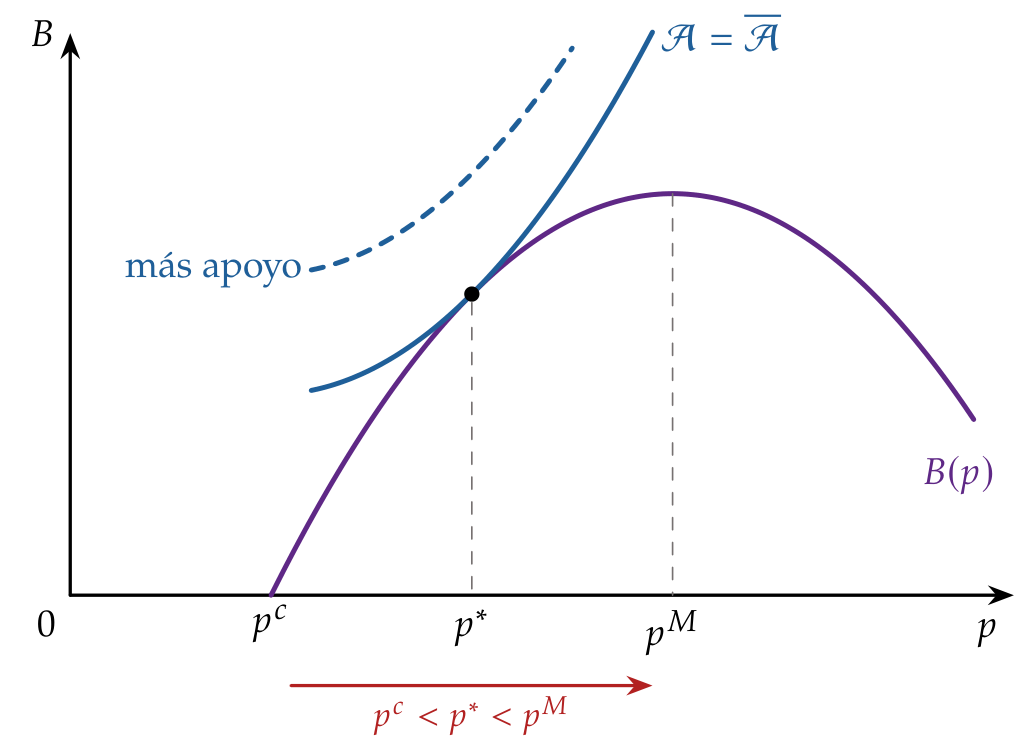 B
𝒜 = 𝒜̅
más apoyo
B(p)
0
p^c
p*
p^M
p
p^c < p* < p^M